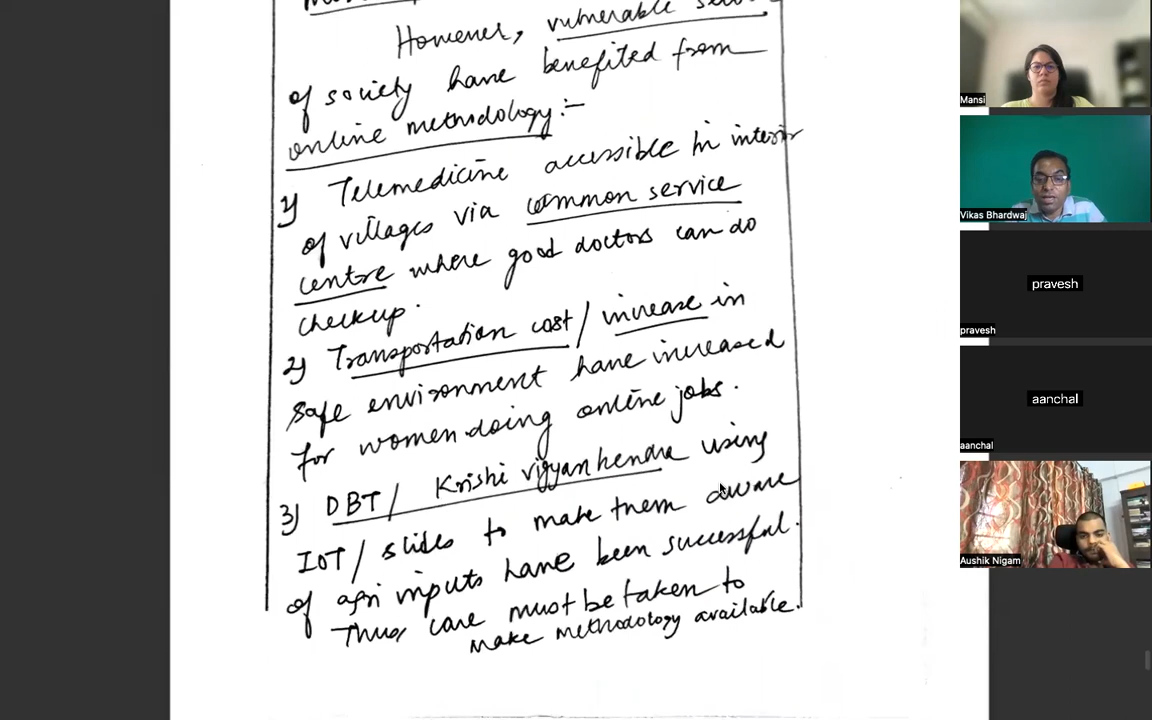 However, vulnerable
of society have benefited from
online methodology :-
1) Telemedicine accessible in interior
of villages via common service
centre where good doctors can do
checkup.
2) Transportation cost / increase in
safe environment have increased
for women doing online jobs.
3) DBT / Krishi vigyan kendra using
IOT / slides to make them aware
of agri inputs have been successful.
Thus care must be taken to
make methodology available.
Mansi
Vikas Bhardwaj
pravesh
pravesh
aanchal
aanchal
Aushik Nigam